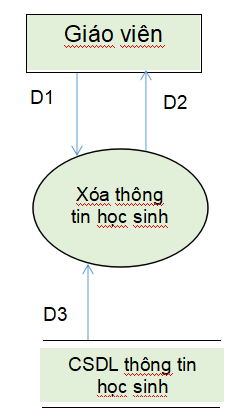 Giáo viên
D1
D2
Xóa thông
tin học sinh
D3
CSDL thông tin
học sinh